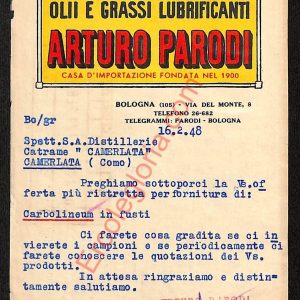 OLII E GRASSI LUBRIFICANTI
ARTURO PARODI
CASA D'IMPORTAZIONE FONDATA NEL 1900
BOLOGNA (105) - VIA DEL MONTE, 8
TELEFONO 26-682
TELEGRAMMI: PARODI - BOLOGNA
Bo/gr
16.2.48
Spett.S.A.Distillerie
Catrame " CAMERLATA"
CAMERLATA ( Como)
Preghiamo sottoporci la Vs.of
ferta più ristretta per fornitura di:
Carbolineum in fusti
Ci farete cosa gradita se ci in
vierete i campioni e se periodicamente ci
farete conoscere le quotazioni dei Vs.
prodotti.
In attesa ringraziamo e distin-
tamente salutiamo.
PARODI